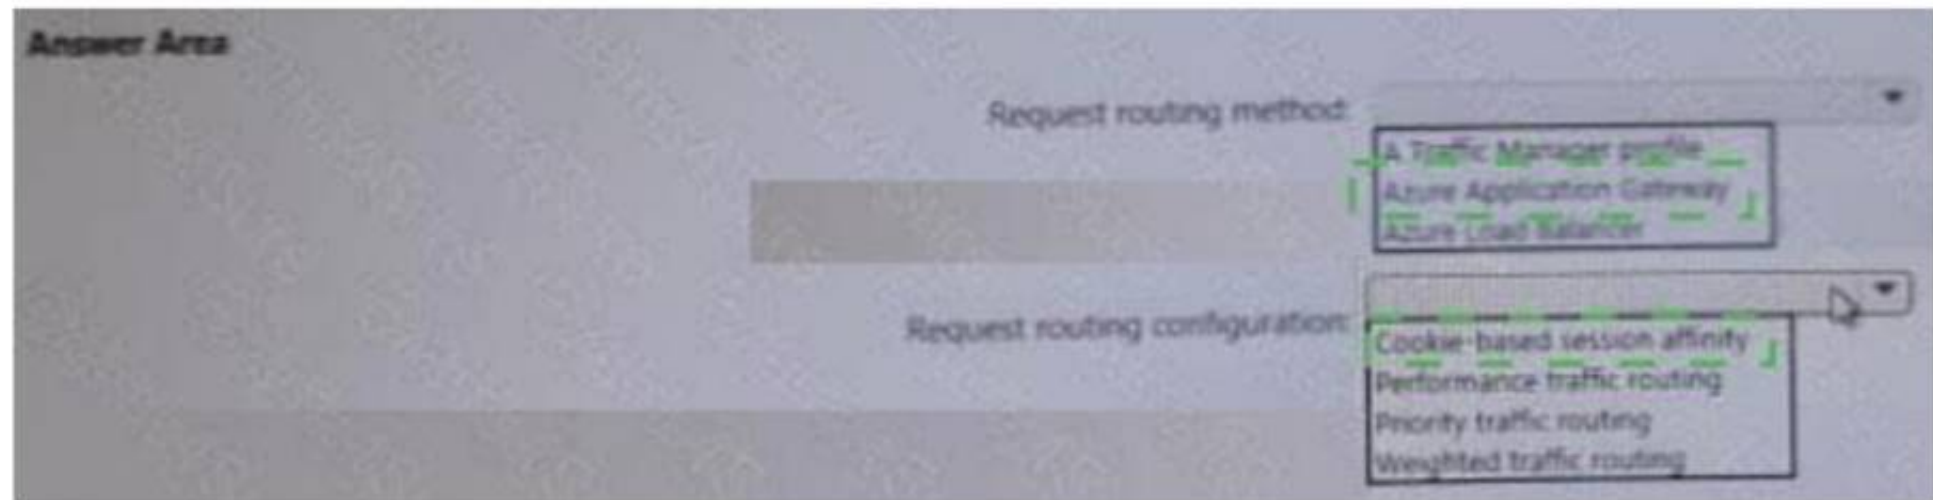 Answer Area
Request routing method:
A Traffic Manager profile
Azure Application Gateway
Azure Load Balancer
Request routing configuration:
Cookie-based session affinity
Performance traffic routing
Priority traffic routing
Weighted traffic routing